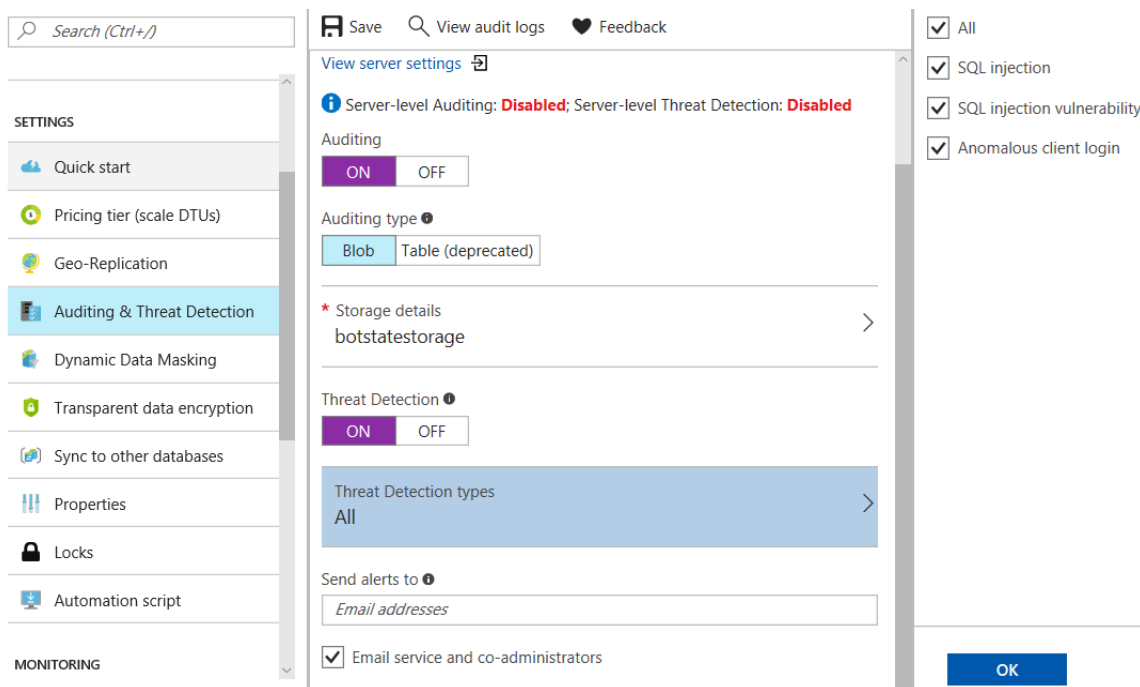 Search (Ctrl+/)
SETTINGS
Quick start
Pricing tier (scale DTUs)
Geo-Replication
Auditing & Threat Detection
Dynamic Data Masking
Transparent data encryption
Sync to other databases
Properties
Locks
Automation script
MONITORING
Save View audit logs Feedback
View server settings
Server-level Auditing: Disabled; Server-level Threat Detection: Disabled
Auditing
ON OFF
Auditing type
Blob Table (deprecated)
* Storage details
botstatestorage
Threat Detection
ON OFF
Threat Detection types
All
Send alerts to
Email addresses
Email service and co-administrators
All
SQL injection
SQL injection vulnerability
Anomalous client login
OK